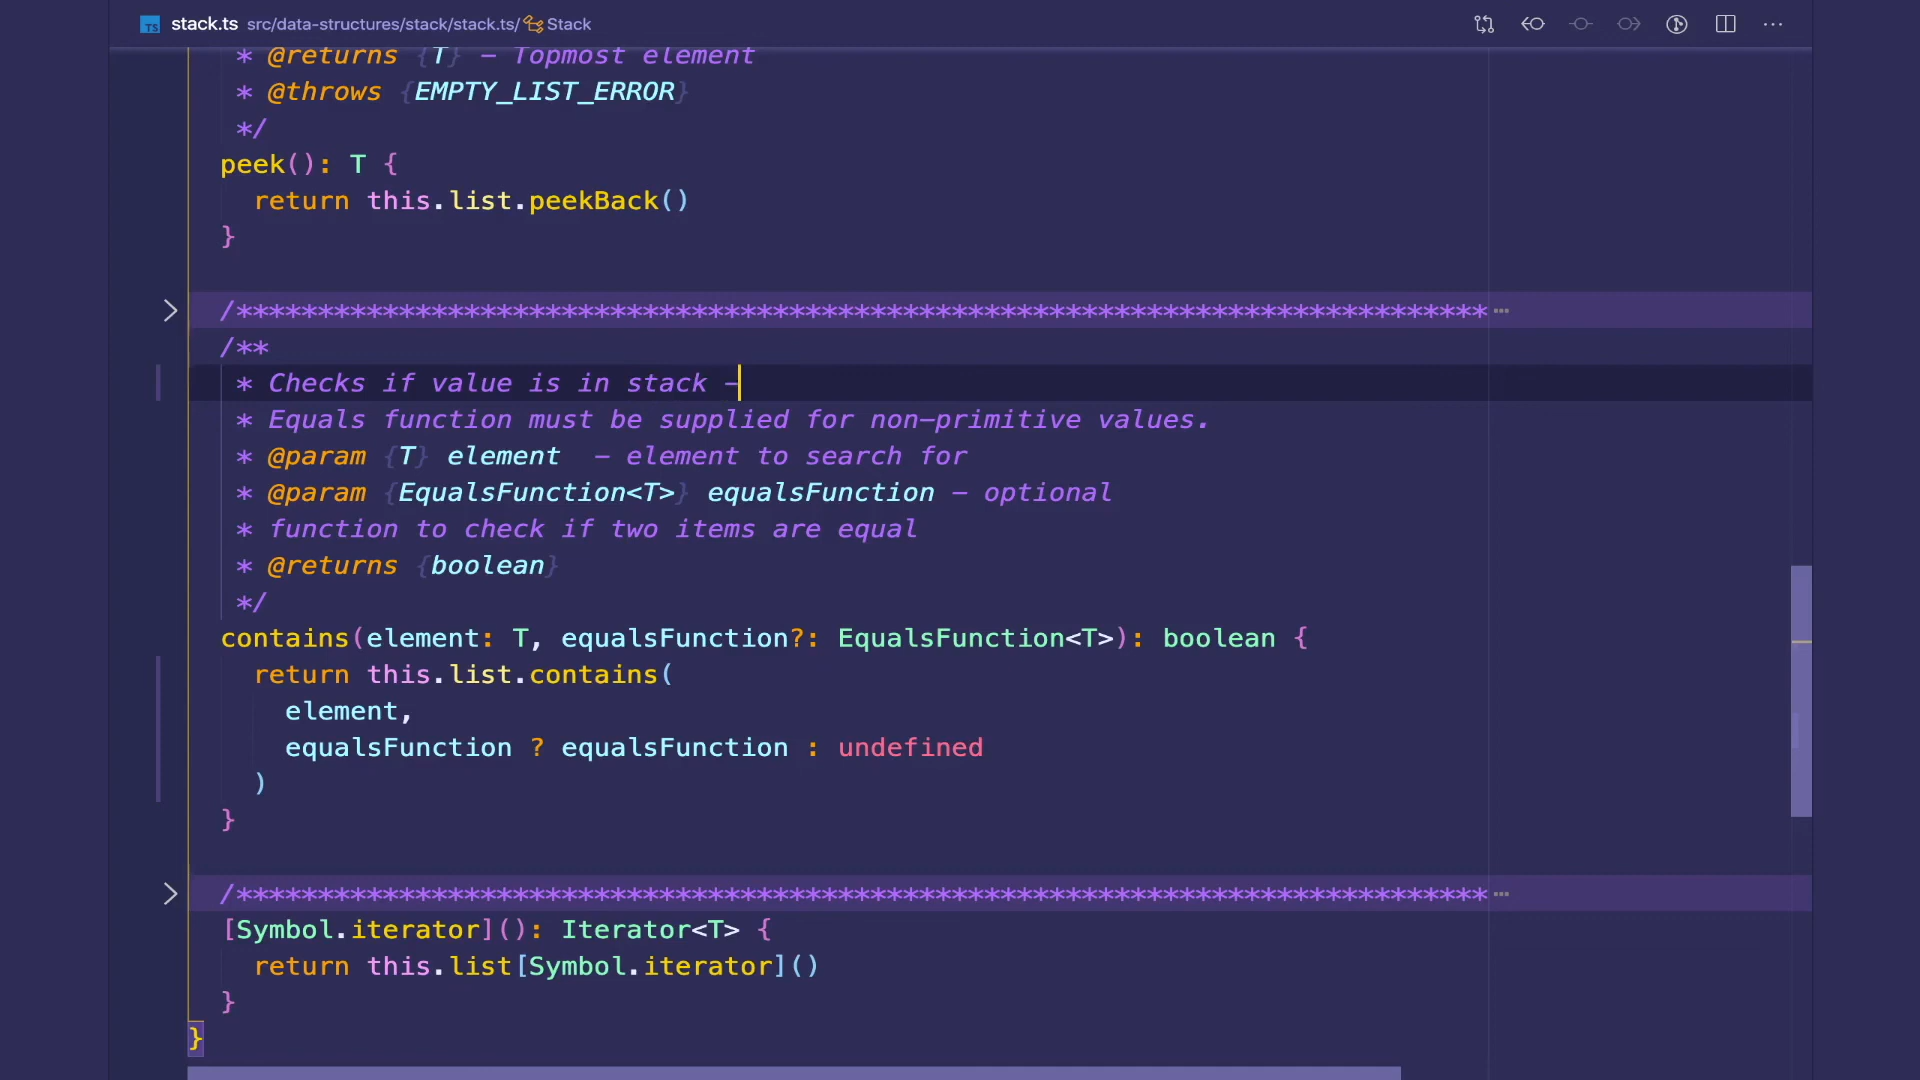 stack.ts src/data-structures/stack/stack.ts/ Stack
* @returns {T} – Topmost element
* @throws {EMPTY_LIST_ERROR}
*/
peek(): T {
return this.list.peekBack()
}
/*****************************************************************************
/**
* Checks if value is in stack –
* Equals function must be supplied for non-primitive values.
* @param {T} element  – element to search for
* @param {EqualsFunction<T>} equalsFunction – optional
* function to check if two items are equal
* @returns {boolean}
*/
contains(element: T, equalsFunction?: EqualsFunction<T>): boolean {
return this.list.contains(
element,
equalsFunction ? equalsFunction : undefined
)
}
/*****************************************************************************
[Symbol.iterator](): Iterator<T> {
return this.list[Symbol.iterator]()
}
}